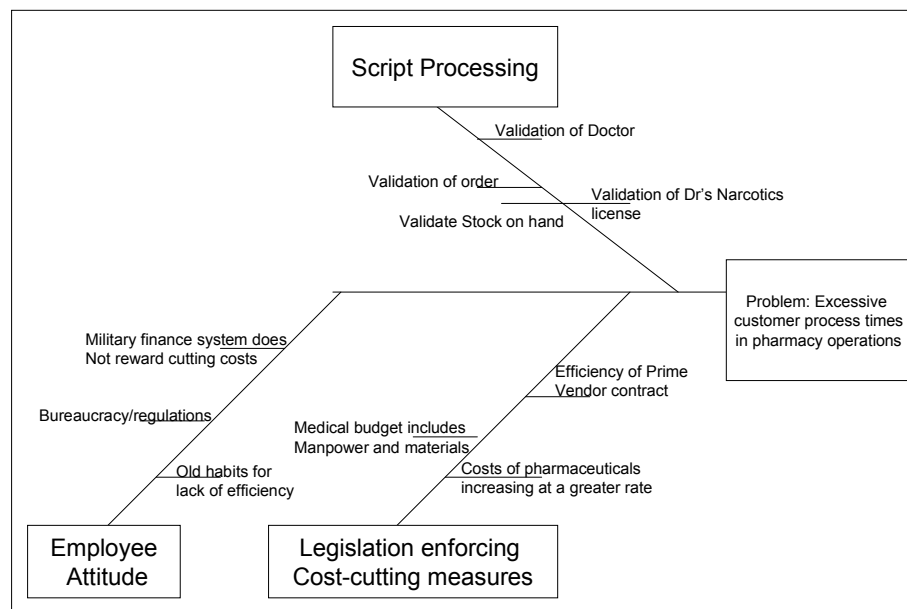 Script Processing
Validation of Doctor
Validation of order
Validation of Dr's Narcotics
license
Validate Stock on hand
Problem: Excessive
customer process times
in pharmacy operations
Military finance system does
Not reward cutting costs
Efficiency of Prime
Vendor contract
Bureaucracy/regulations
Medical budget includes
Manpower and materials
Old habits for
lack of efficiency
Costs of pharmaceuticals
increasing at a greater rate
Employee
Attitude
Legislation enforcing
Cost-cutting measures